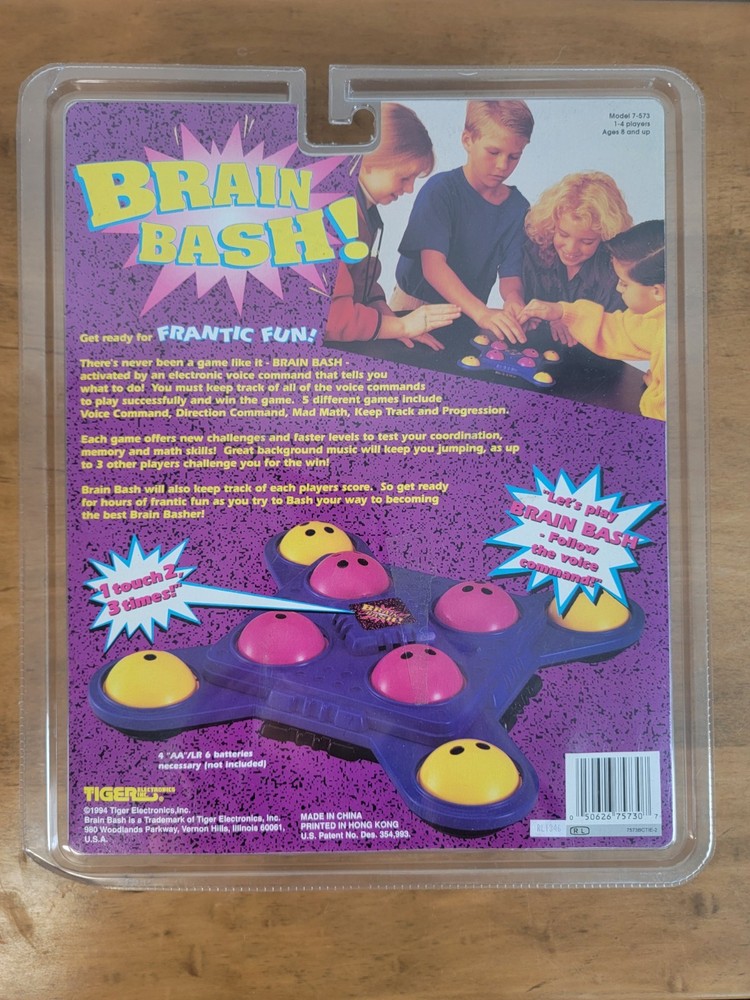 Model 7-573
1-4 players
Ages 8 and up
BRAIN
BASH!
Get ready for FRANTIC FUN!
There's never been a game like it - BRAIN BASH -
activated by an electronic voice command that tells you
what to do! You must keep track of all of the voice commands
to play successfully and win the game. 5 different games include
Voice Command, Direction Command, Mad Math, Keep Track and Progression.
Each game offers new challenges and faster levels to test your coordination,
memory and math skills! Great background music will keep you jumping, as up
to 3 other players challenge you for the win!
Brain Bash will also keep track of each players score. So get ready
for hours of frantic fun as you try to Bash your way to becoming
the best Brain Basher!
"Let's play
BRAIN BASH
- Follow
the voice
command!"
"1 touch 2,
3 times!"
BRAIN
BASH!
4 "AA"/LR 6 batteries
necessary (not included)
TIGER ELECTRONICS INC.®
©1994 Tiger Electronics, Inc.
Brain Bash is a Trademark of Tiger Electronics, Inc.
980 Woodlands Parkway, Vernon Hills, Illinois 60061,
U.S.A.
MADE IN CHINA
PRINTED IN HONG KONG
U.S. Patent No. Des. 354,993.
0 50626 75730 7
RL